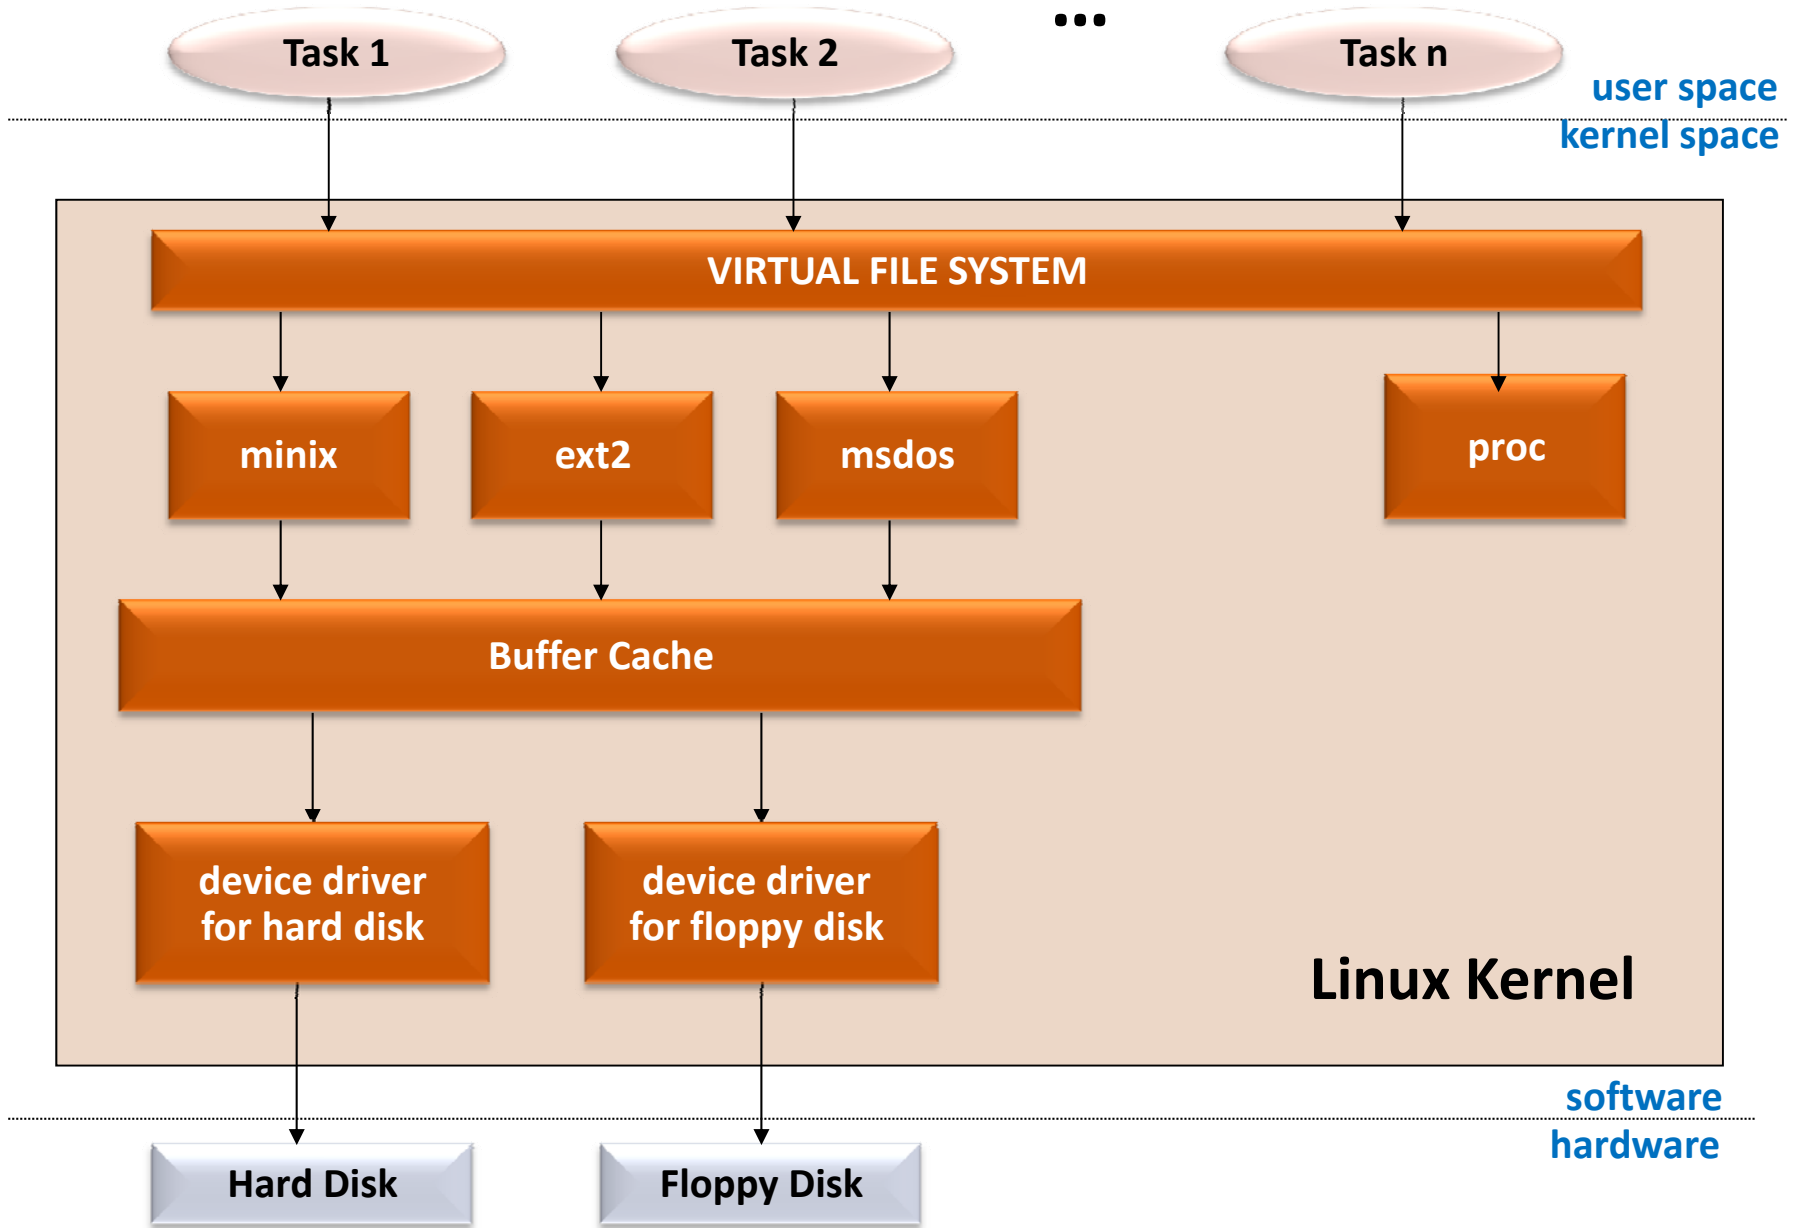 Task 1
Task 2
...
Task n
user space
kernel space
VIRTUAL FILE SYSTEM
minix
ext2
msdos
proc
Buffer Cache
device driver
for hard disk
device driver
for floppy disk
Linux Kernel
software
hardware
Hard Disk
Floppy Disk